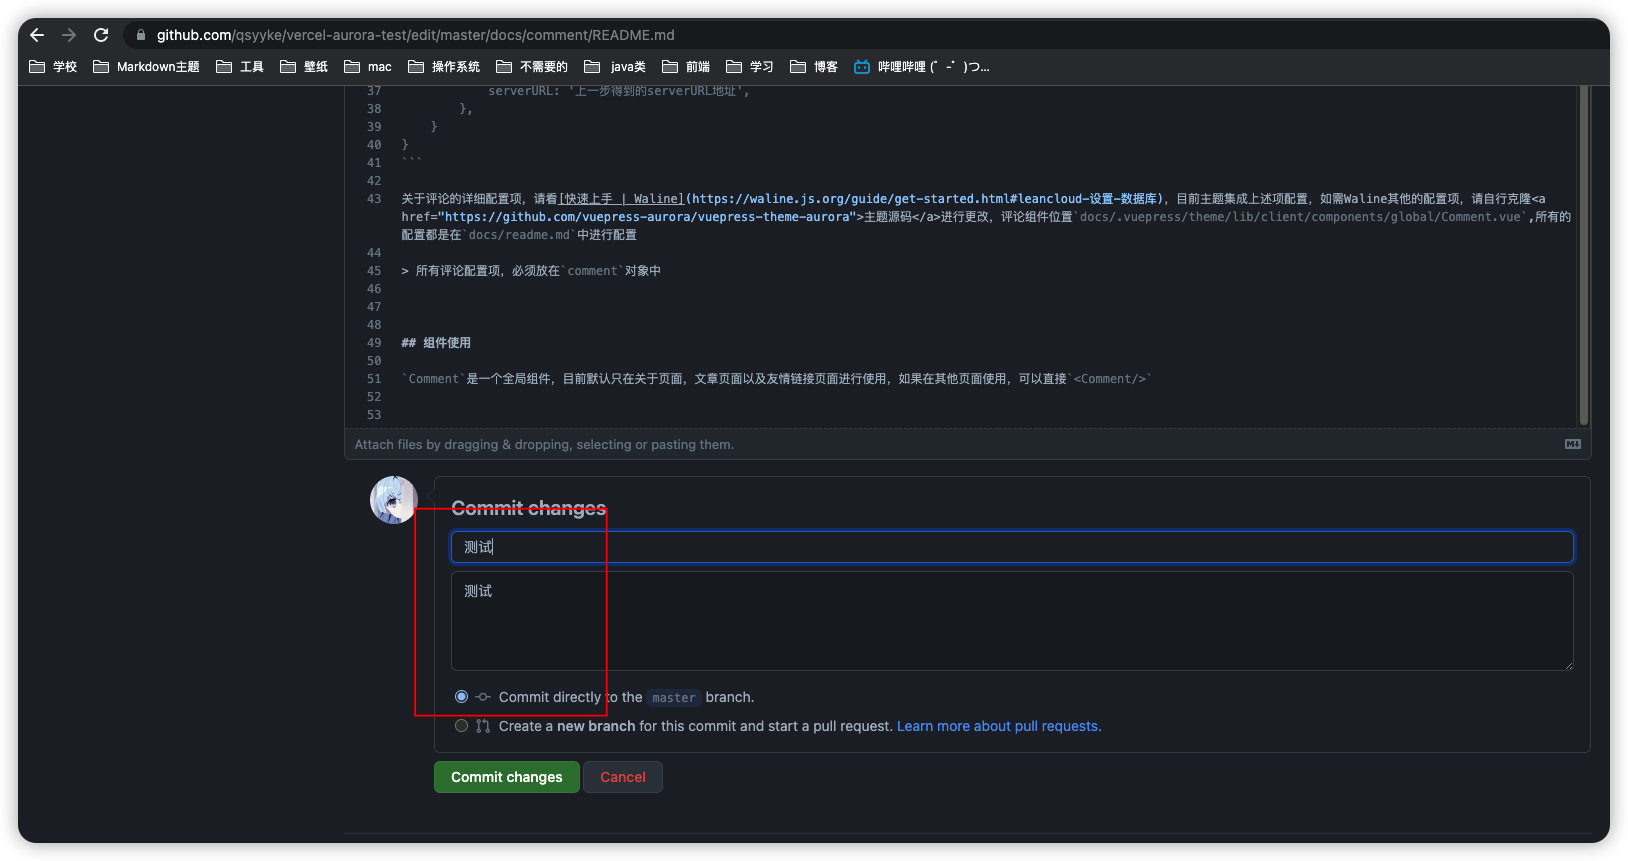 github.com/qsyyke/vercel-aurora-test/edit/master/docs/comment/README.md
学校 Markdown主题 工具 壁纸 mac 操作系统 不需要的 java类 前端 学习 博客 哔哩哔哩 (゜-゜)つ...
37 serverURL: '上一步得到的serverURL地址',
38 },
39 }
40 }
41 ```
42
43 关于评论的详细配置项，请看[快速上手 | Waline](https://waline.js.org/guide/get-started.html#leancloud-设置-数据库)，目前主题集成上述项配置，如需Waline其他的配置项，请自行克隆<a
href="https://github.com/vuepress-aurora/vuepress-theme-aurora">主题源码</a>进行更改，评论组件位置`docs/.vuepress/theme/lib/client/components/global/Comment.vue`,所有的
配置都是在`docs/readme.md`中进行配置
44
45 > 所有评论配置项，必须放在`comment`对象中
46
47
48
49 ## 组件使用
50
51 `Comment`是一个全局组件，目前默认只在关于页面，文章页面以及友情链接页面进行使用，如果在其他页面使用，可以直接`<Comment/>`
52
53
Attach files by dragging & dropping, selecting or pasting them.
Commit changes
测试
测试
Commit directly to the master branch.
Create a new branch for this commit and start a pull request. Learn more about pull requests.
Commit changes Cancel